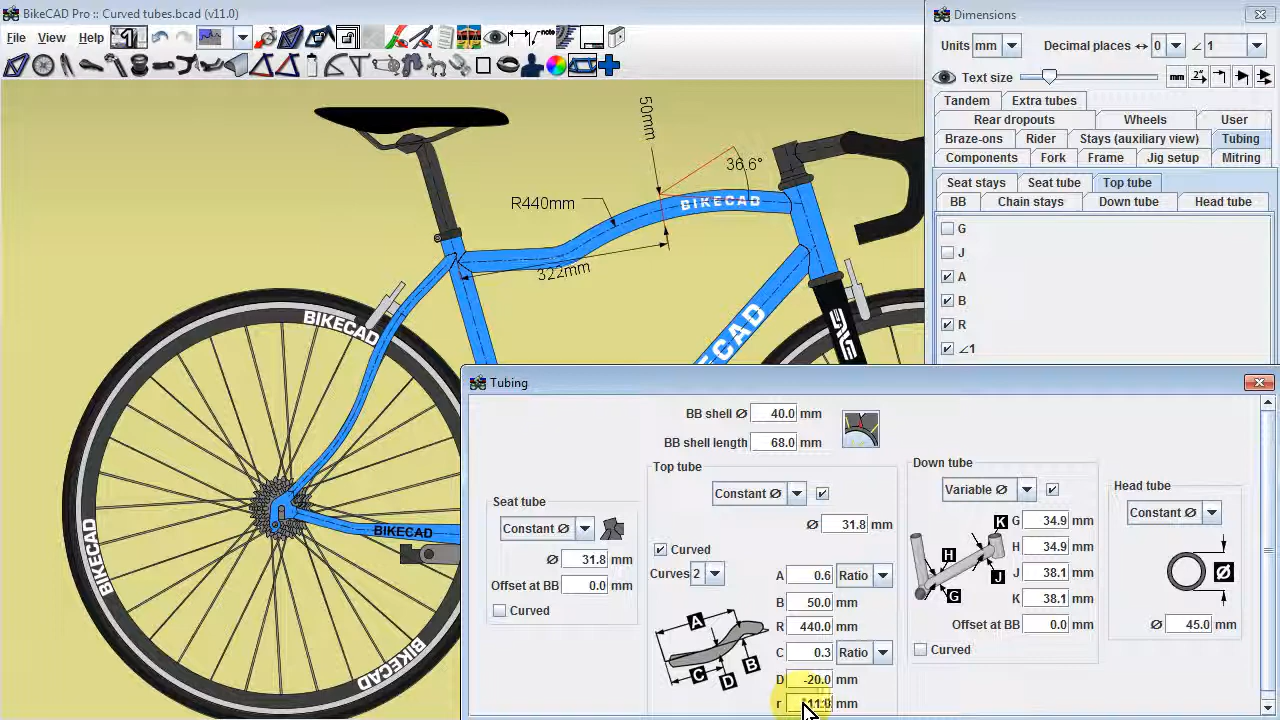 BikeCAD Pro :: Curved tubes.bcad (v11.0)
File View Help
Dimensions
Units mm Decimal places 0 ∠ 1
Text size mm
Tandem Extra tubes
Rear dropouts Wheels User
Braze-ons Rider Stays (auxiliary view) Tubing
Components Fork Frame Jig setup Mitring
Seat stays Seat tube Top tube
BB Chain stays Down tube Head tube
G
J
A
B
R
∠1
50mm
36.6°
R440mm
322mm
BIKECAD
BIKECAD
BIKECAD
BIKECAD
BIKECAD
Tubing
BB shell Ø 40.0 mm
BB shell length 68.0 mm
Seat tube
Constant Ø
Ø 31.8 mm
Offset at BB 0.0 mm
Curved
Top tube
Constant Ø
Ø 31.8 mm
Curved
Curves 2
A 0.6 Ratio
B 50.0 mm
R 440.0 mm
C 0.3 Ratio
D -20.0 mm
r mm
A
B
C
D
Down tube
Variable Ø
G 34.9 mm
H 34.9 mm
J 38.1 mm
K 38.1 mm
Offset at BB 0.0 mm
Curved
K
H
J
G
Head tube
Constant Ø
Ø
Ø 45.0 mm